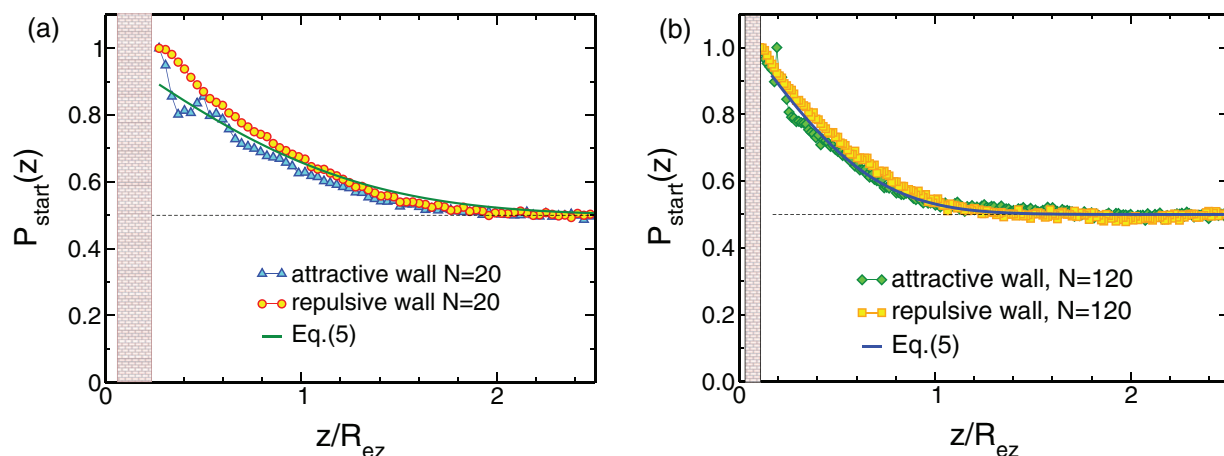 (a)
1
0.8
0.6
0.4
0.2
0
P_start(z)
attractive wall N=20
repulsive wall N=20
Eq.(5)
0 1 2
z/R_ez
(b)
1.0
0.8
0.6
0.4
0.2
0.0
P_start(z)
attractive wall, N=120
repulsive wall, N=120
Eq.(5)
0 1 2
z/R_ez